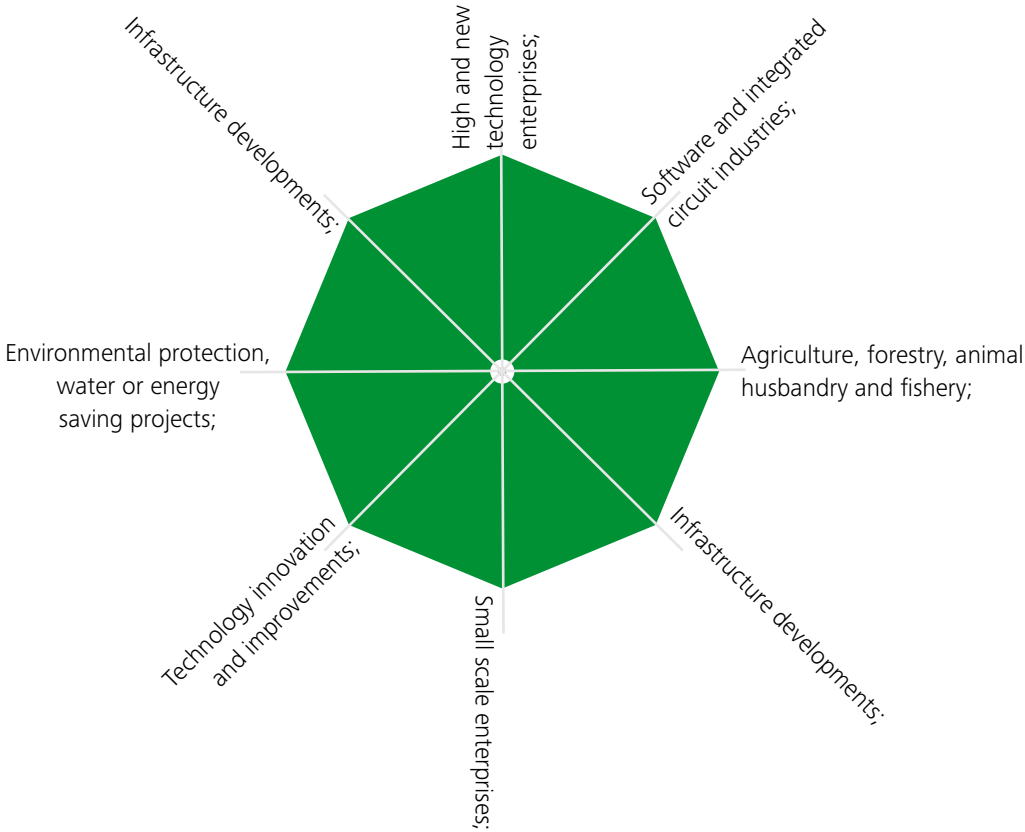 High and new
technology
enterprises;
Software and integrated
circuit industries;
Agriculture, forestry, animal
husbandry and fishery;
Infrastructure developments;
Small scale enterprises;
Technology innovation
and improvements;
Environmental protection,
water or energy
saving projects;
Infrastructure developments;